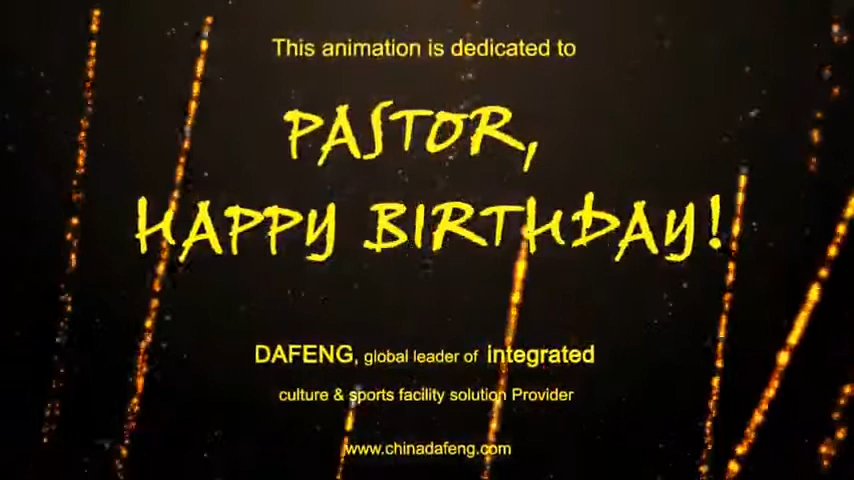 This animation is dedicated to
PASTOR,
HAPPY BIRTHDAY!
DAFENG, global leader of integrated
culture & sports facility solution Provider
www.chinadafeng.com